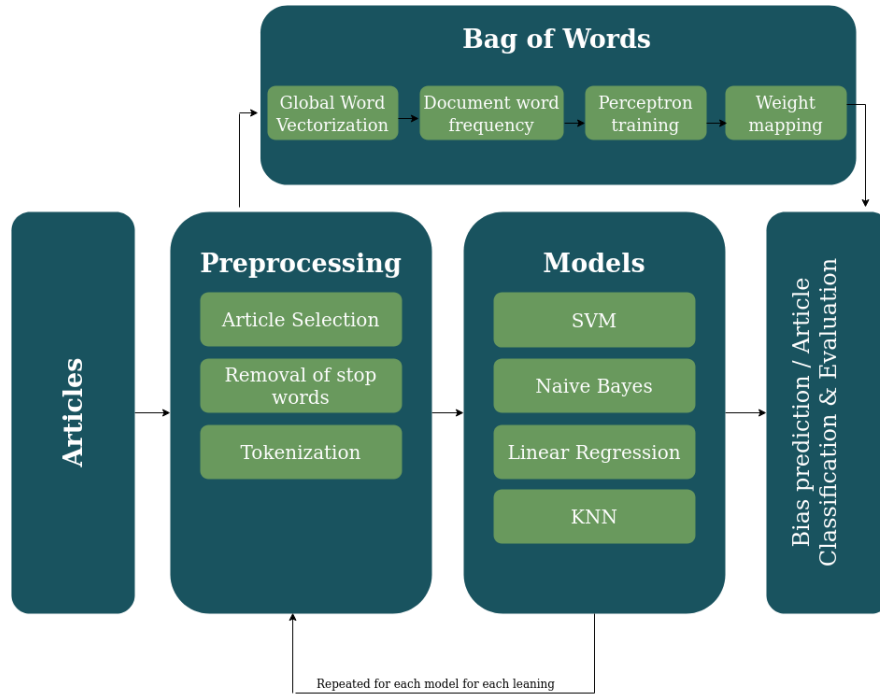 Bag of Words
Global Word
Vectorization
Document word
frequency
Perceptron
training
Weight
mapping
Articles
Preprocessing
Article Selection
Removal of stop
words
Tokenization
Models
SVM
Naive Bayes
Linear Regression
KNN
Bias prediction / Article
Classification & Evaluation
Repeated for each model for each leaning